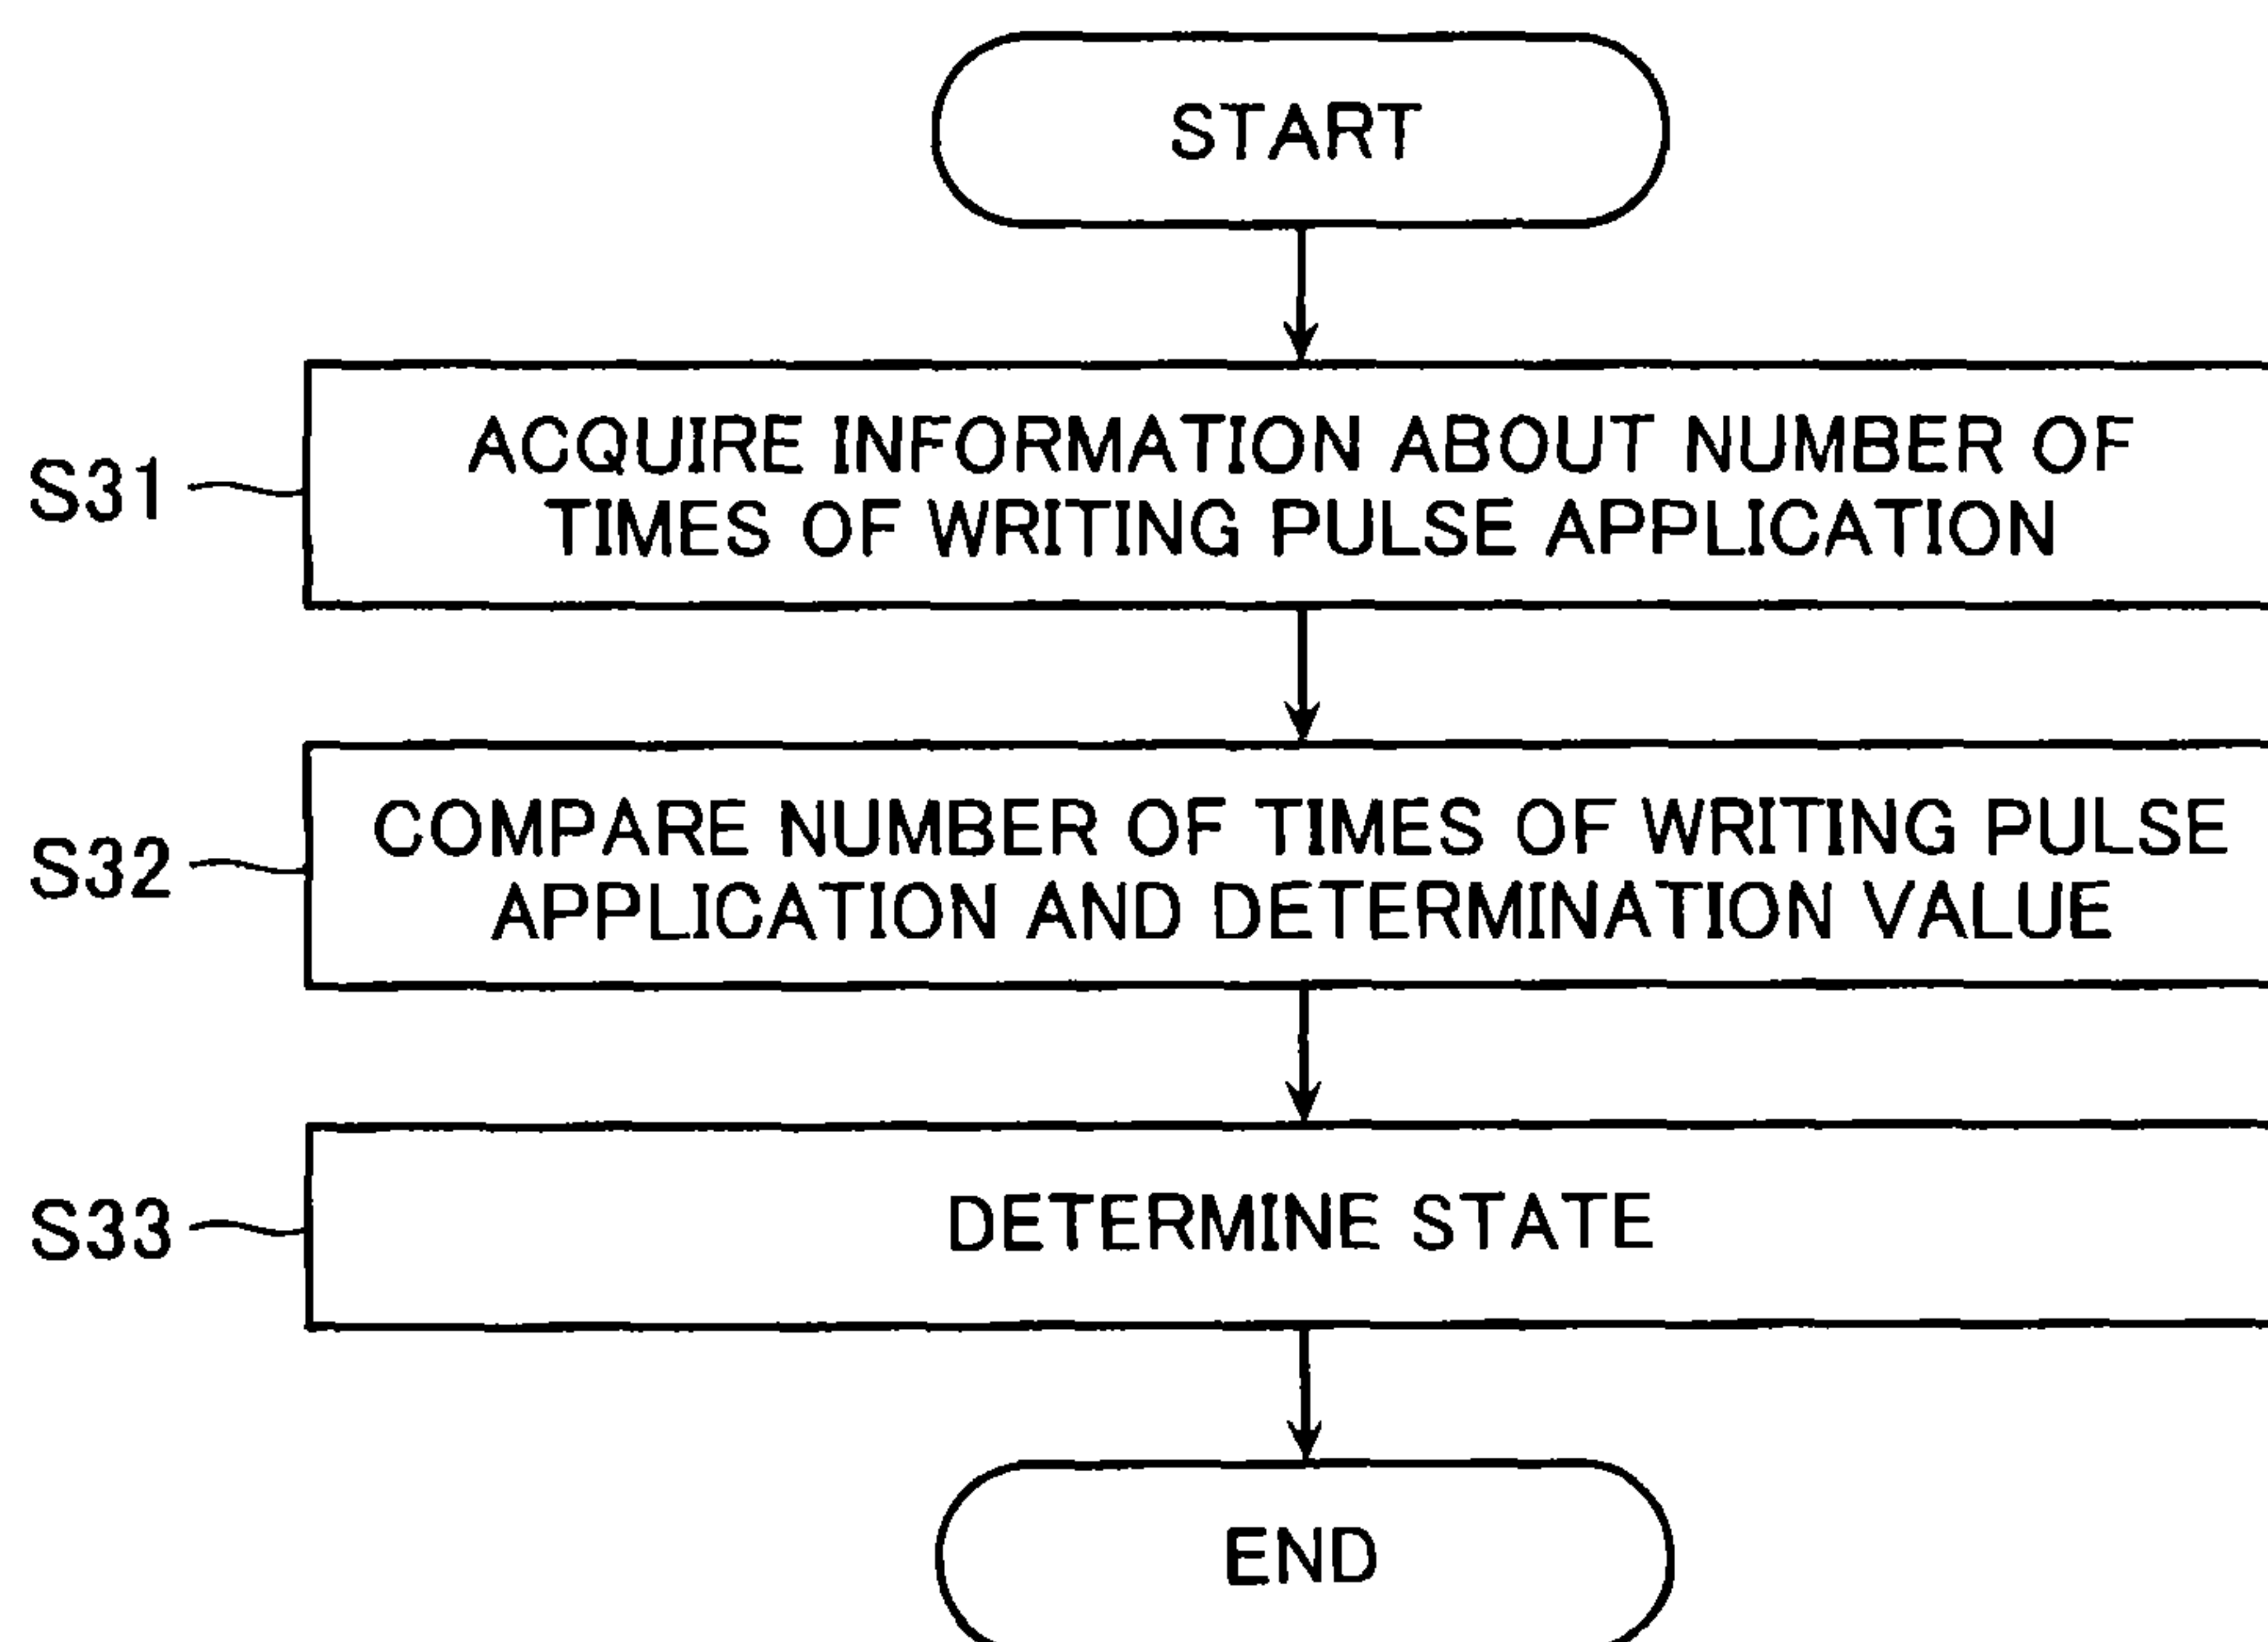 START
S31
ACQUIRE INFORMATION ABOUT NUMBER OF
TIMES OF WRITING PULSE APPLICATION
S32
COMPARE NUMBER OF TIMES OF WRITING PULSE
APPLICATION AND DETERMINATION VALUE
S33
DETERMINE STATE
END